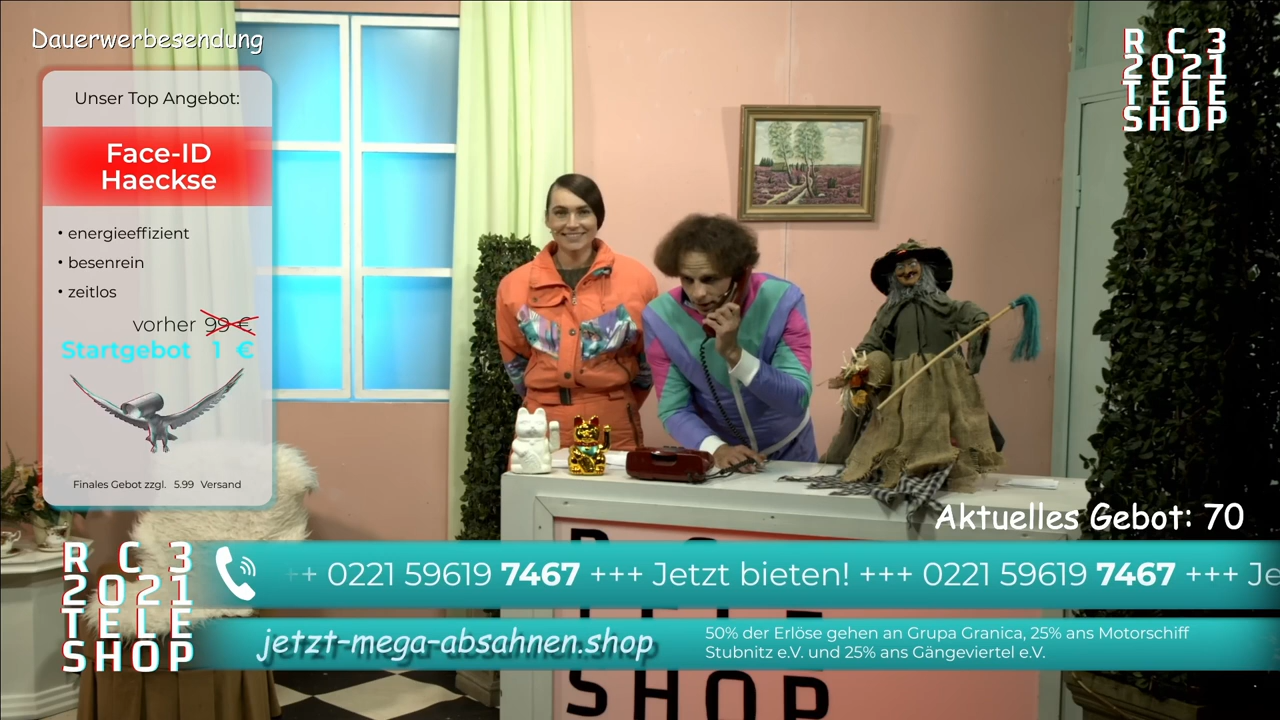 Dauerwerbesendung
Unser Top Angebot:
Face-ID
Haeckse
• energieeffizient
• besenrein
• zeitlos
vorher 99 €
Startgebot 1 €
Finales Gebot zzgl. 5.99 Versand
R C 3
2021
TELE
SHOP
Aktuelles Gebot: 70
R C 3
2021
TELE
SHOP
++ 0221 59619 7467 +++ Jetzt bieten! +++ 0221 59619 7467 +++ Je
jetzt-mega-absahnen.shop
50% der Erlöse gehen an Grupa Granica, 25% ans Motorschiff
Stubnitz e.V. und 25% ans Gängeviertel e.V.
SHOP